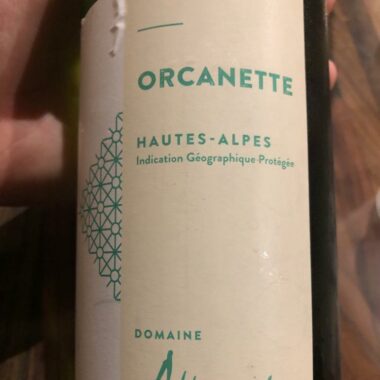 ORCANETTE
HAUTES-ALPES
Indication Géographique Protégée
DOMAINE